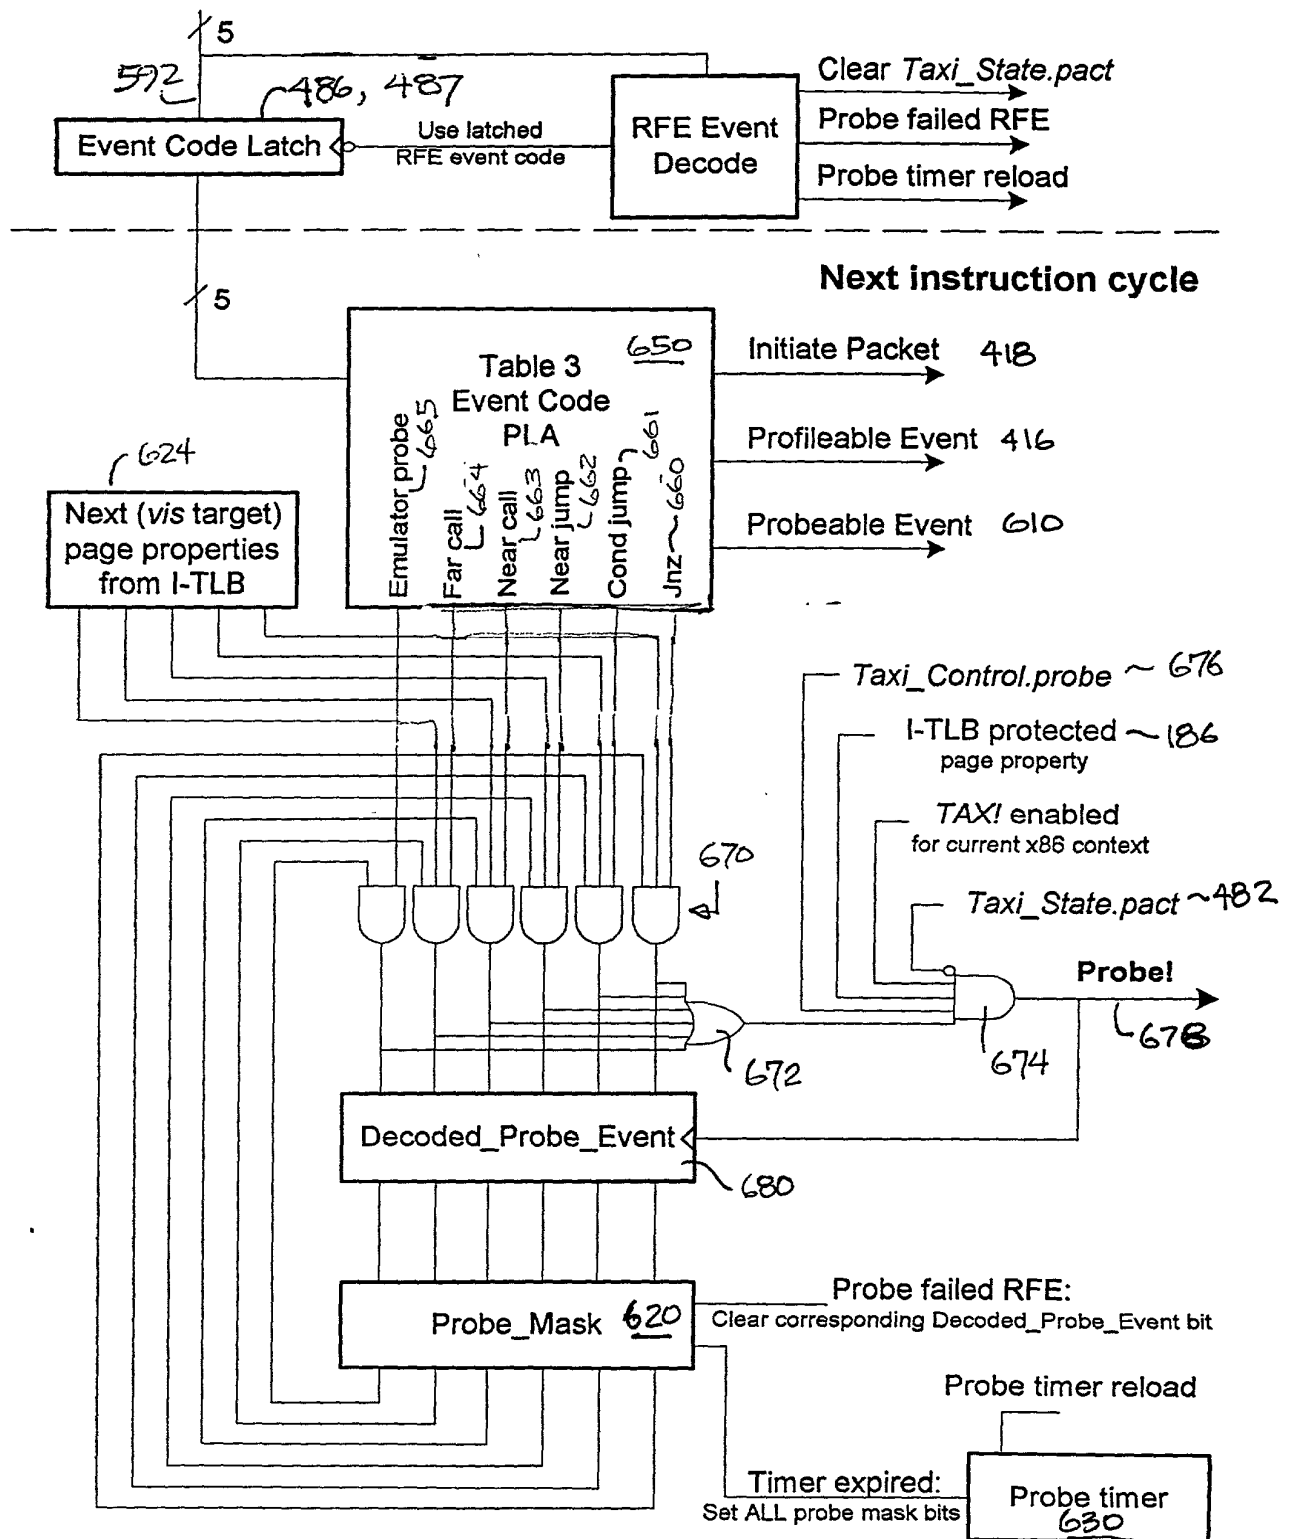 5
592
486, 487
Event Code Latch
Use latched
RFE event code
RFE Event
Decode
Clear Taxi_State.pact
Probe failed RFE
Probe timer reload
Next instruction cycle
5
Table 3
Event Code
PLA
650
Emulator probe 665
Far call 664
Near call 663
Near jump 662
Cond jump 661
Jnz 660
Initiate Packet 418
Profileable Event 416
Probeable Event 610
624
Next (vis target)
page properties
from I-TLB
Taxi_Control.probe 676
I-TLB protected 186
page property
TAX! enabled
for current x86 context
Taxi_State.pact 482
670
Probe!
678
674
672
Decoded_Probe_Event
680
Probe_Mask 620
Probe failed RFE:
Clear corresponding Decoded_Probe_Event bit
Probe timer reload
Timer expired:
Set ALL probe mask bits
Probe timer
630